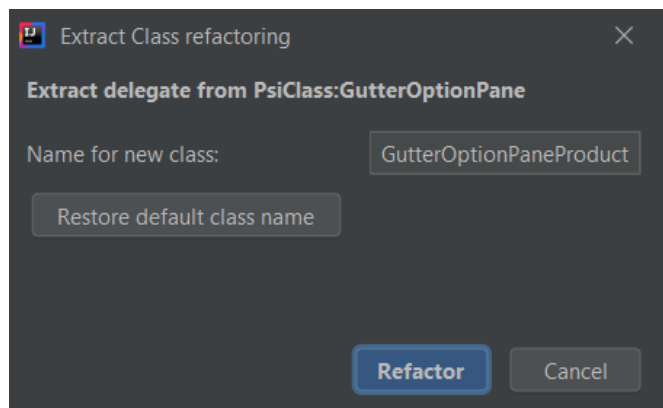 Extract Class refactoring
Extract delegate from PsiClass:GutterOptionPane
Name for new class: GutterOptionPaneProduct
Restore default class name
Refactor Cancel